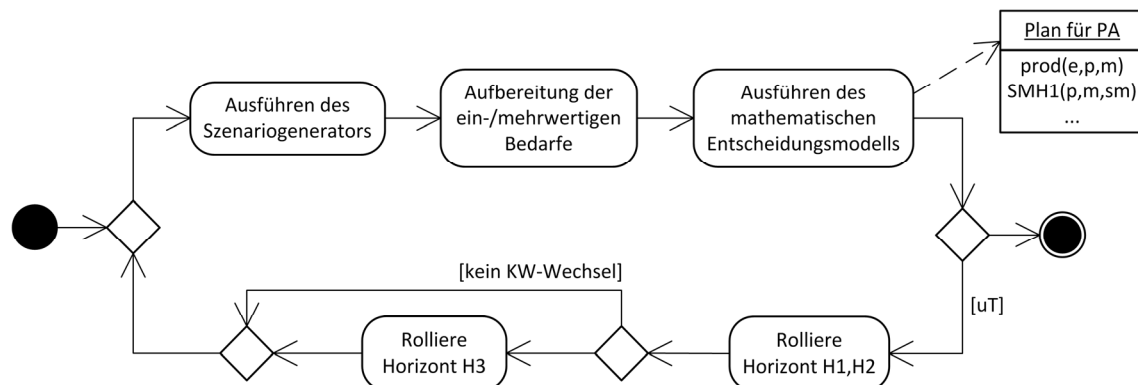 Plan für PA
prod(e,p,m)
SMH1(p,m,sm)
...
Ausführen des
Szenariogenerators
Aufbereitung der
ein-/mehrwertigen
Bedarfe
Ausführen des
mathematischen
Entscheidungsmodells
[kein KW-Wechsel]
[uT]
Rolliere
Horizont H3
Rolliere
Horizont H1,H2